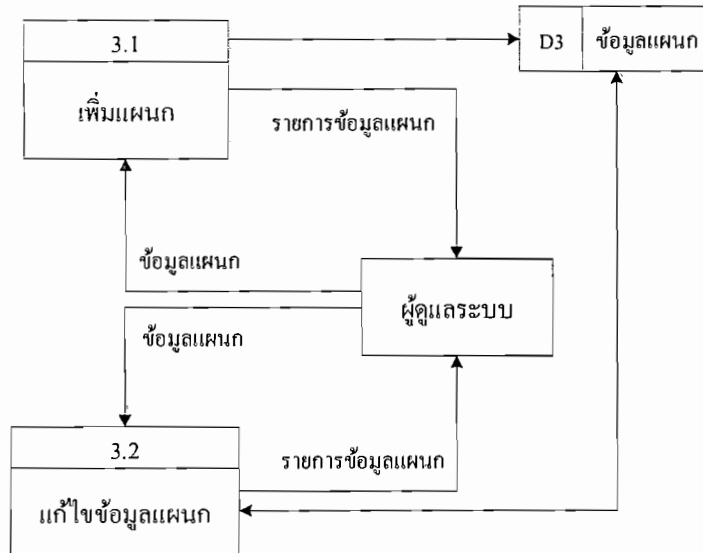 3.1
เพิ่มแผนก
D3
ข้อมูลแผนก
รายการข้อมูลแผนก
ข้อมูลแผนก
ผู้ดูแลระบบ
ข้อมูลแผนก
3.2
แก้ไขข้อมูลแผนก
รายการข้อมูลแผนก